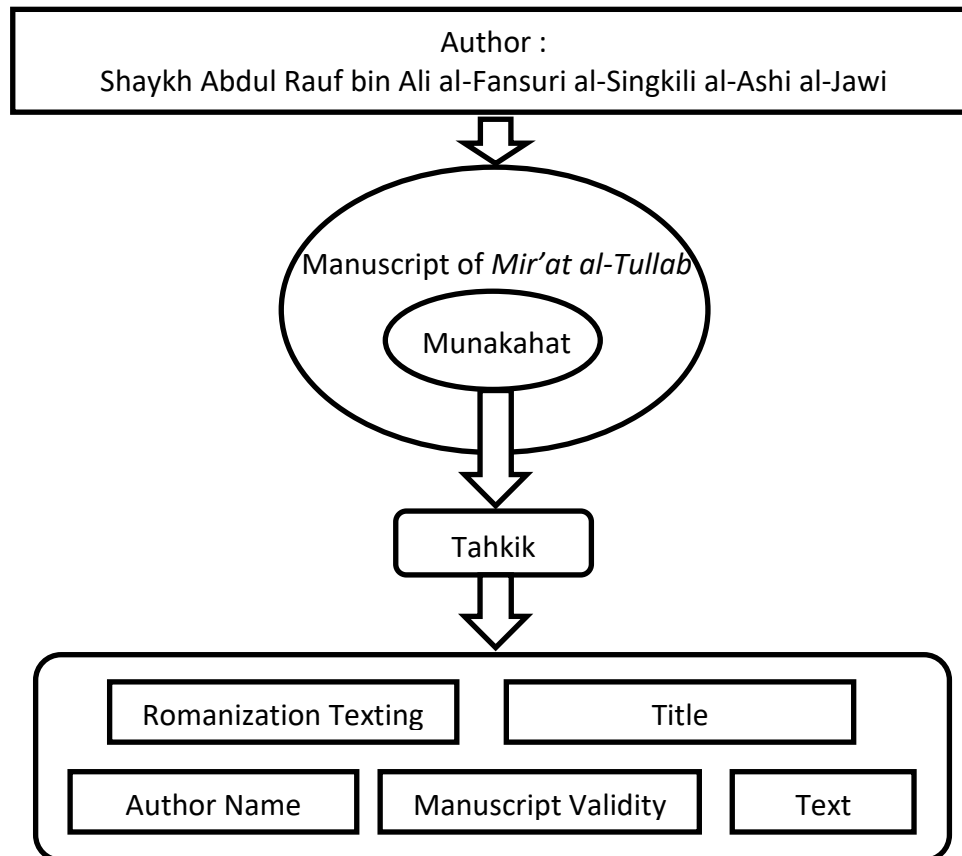 Author :
Shaykh Abdul Rauf bin Ali al-Fansuri al-Singkili al-Ashi al-Jawi
Manuscript of Mir’at al-Tullab
Munakahat
Tahkik
Romanization Texting
Title
Author Name
Manuscript Validity
Text